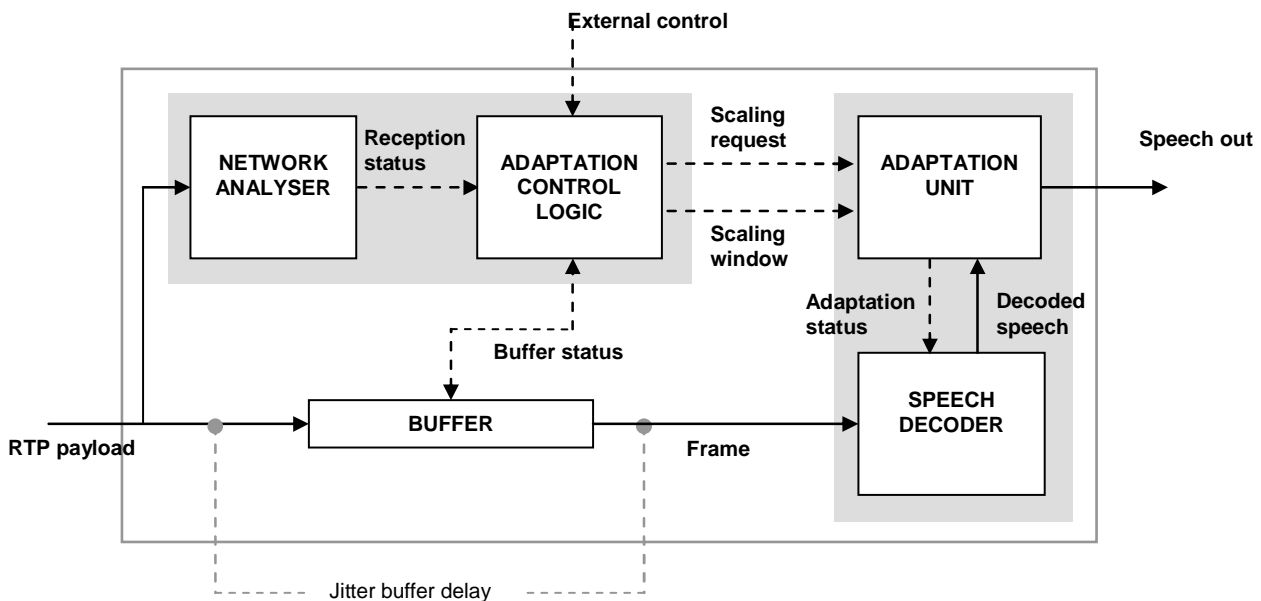 External control
NETWORK
ANALYSER
Reception
status
ADAPTATION
CONTROL
LOGIC
Scaling
request
Scaling
window
ADAPTATION
UNIT
Speech out
Adaptation
status
Decoded
speech
Buffer status
RTP payload
BUFFER
Frame
SPEECH
DECODER
Jitter buffer delay